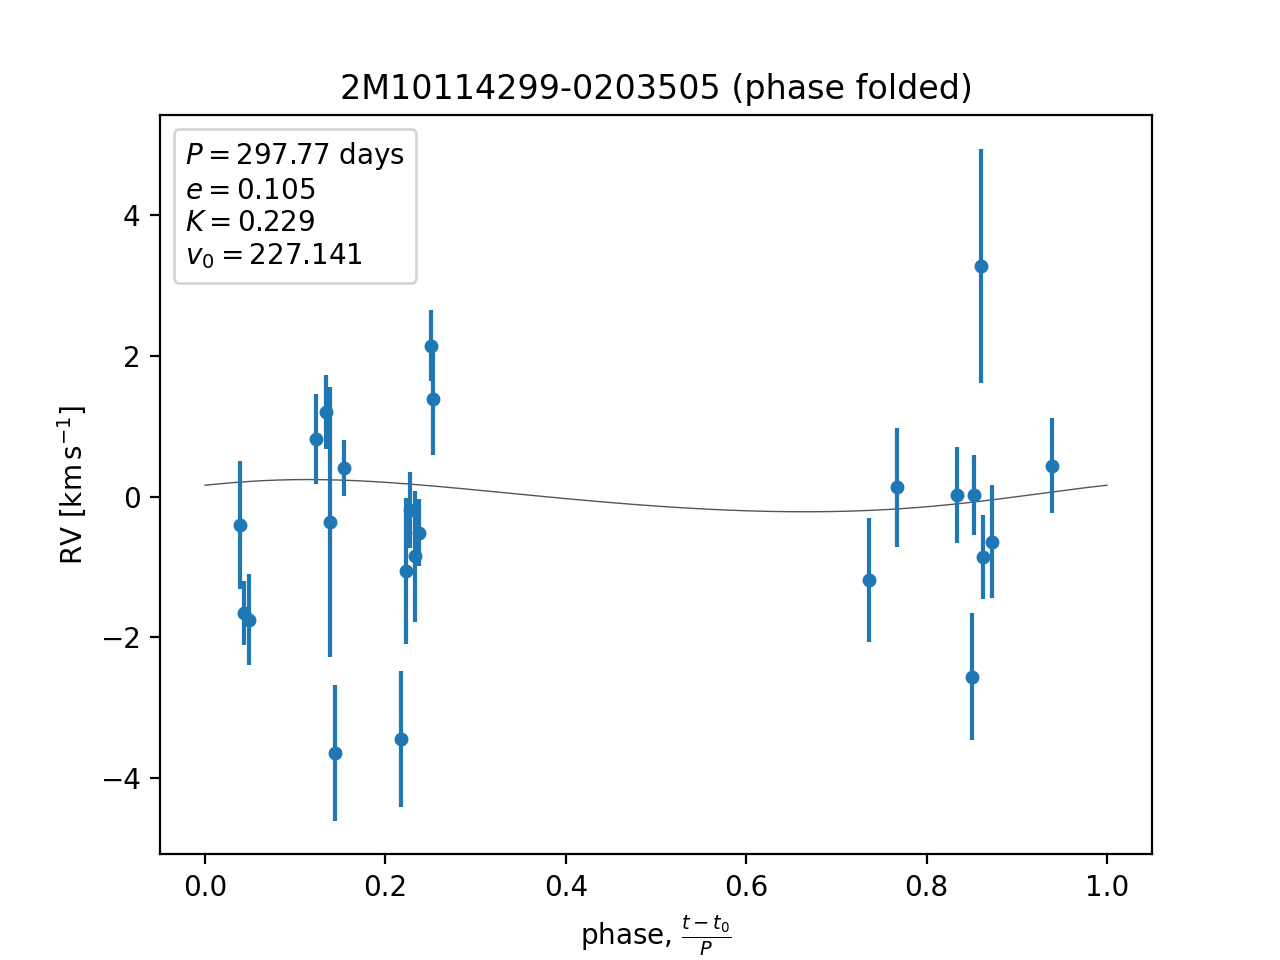 2M10114299-0203505 (phase folded)
P = 297.77 days
e = 0.105
K = 0.229
v₀ = 227.141
4
2
0
−2
−4
RV [km s⁻¹]
0.0 0.2 0.4 0.6 0.8 1.0
phase, (t − t₀)/P